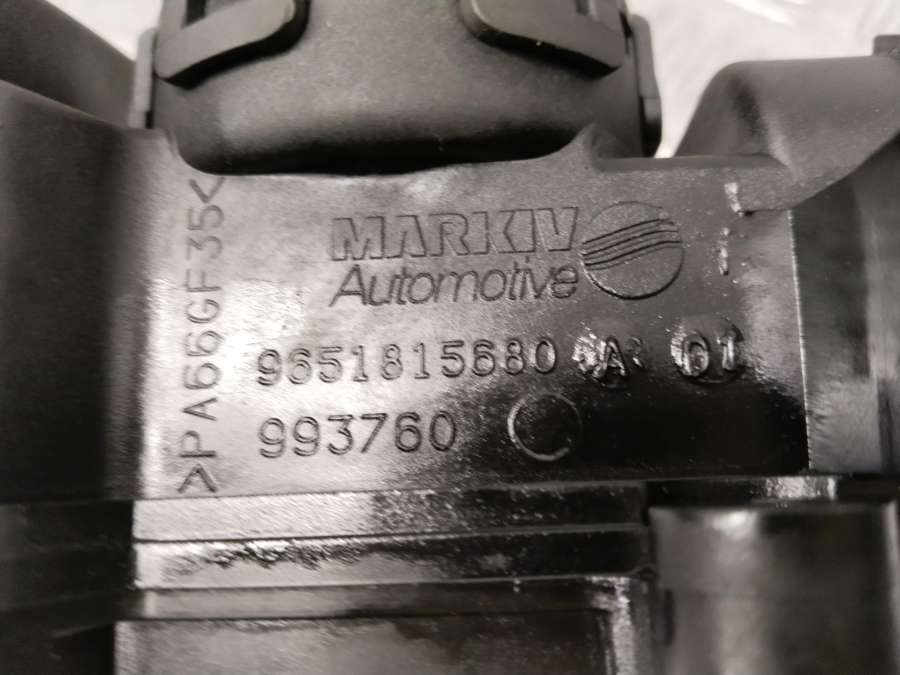 MARKIV
Automotive
9651815680 A 01
993760
>PA66GF35<